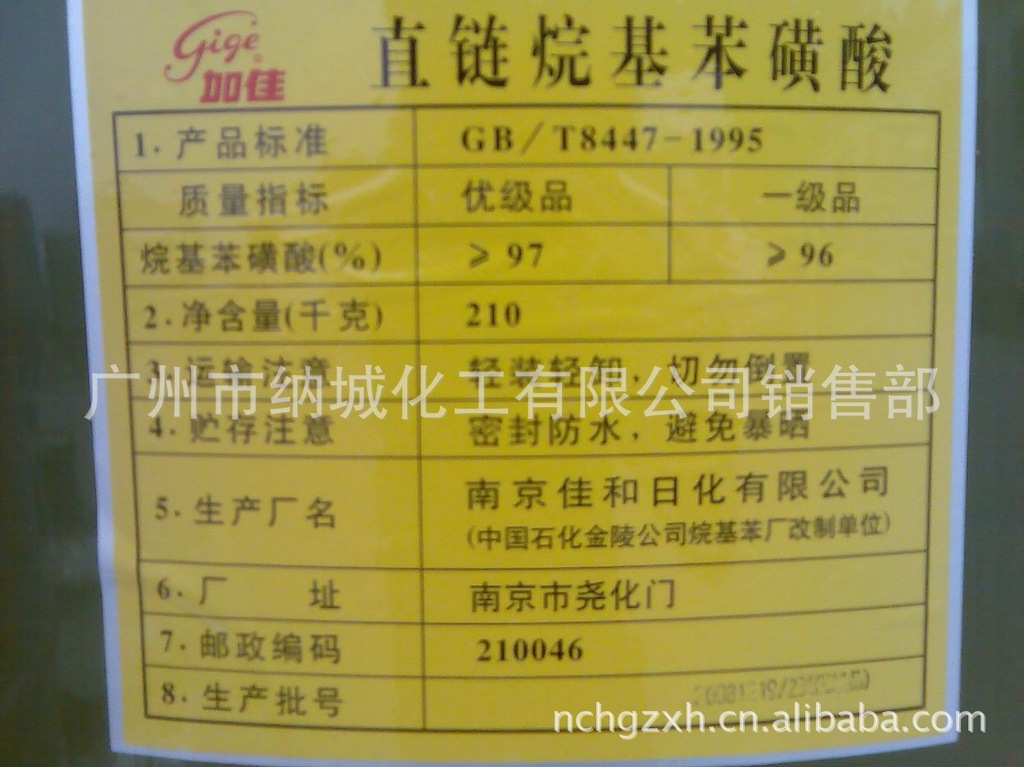 Gige
加佳
直链烷基苯磺酸
1.产品标准 GB/T8447-1995
质量指标 优级品 一级品
烷基苯磺酸(%) ≥97 ≥96
2.净含量(千克) 210
3.运输注意 轻装轻卸，切勿倒置
广州市纳城化工有限公司销售部
4.贮存注意 密封防水，避免暴晒
5.生产厂名 南京佳和日化有限公司
(中国石化金陵公司烷基苯厂改制单位)
6.厂 址 南京市尧化门
7.邮政编码 210046
8.生产批号
nchgzxh.cn.alibaba.com